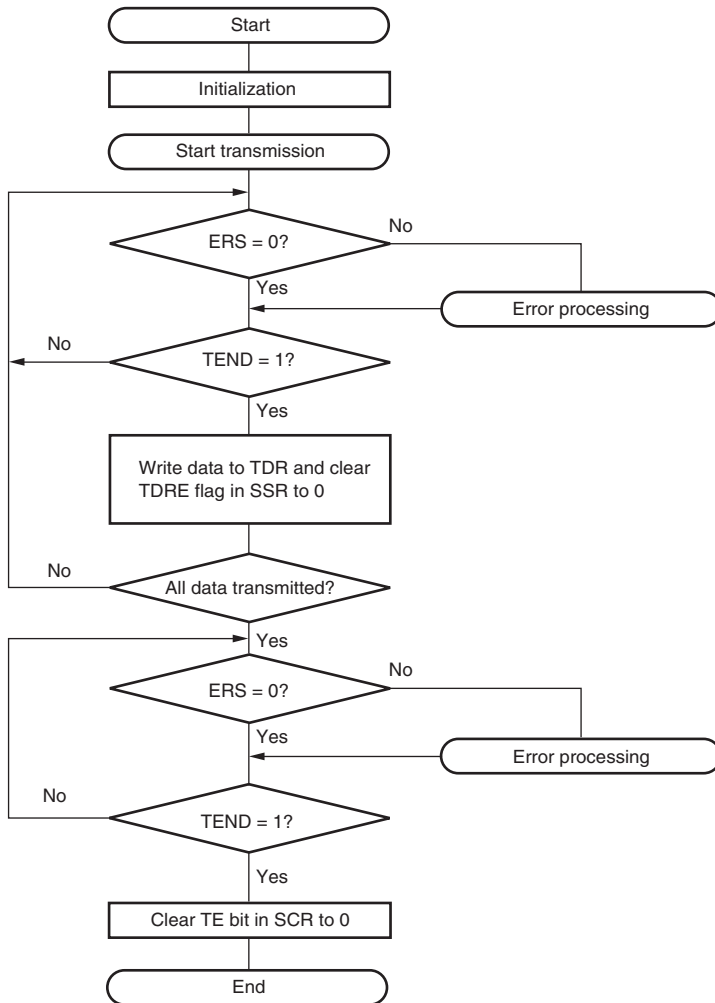 Start
Initialization
Start transmission
ERS = 0?
No
Yes
Error processing
No
TEND = 1?
Yes
Write data to TDR and clear
TDRE flag in SSR to 0
No
All data transmitted?
Yes
ERS = 0?
No
Yes
Error processing
No
TEND = 1?
Yes
Clear TE bit in SCR to 0
End